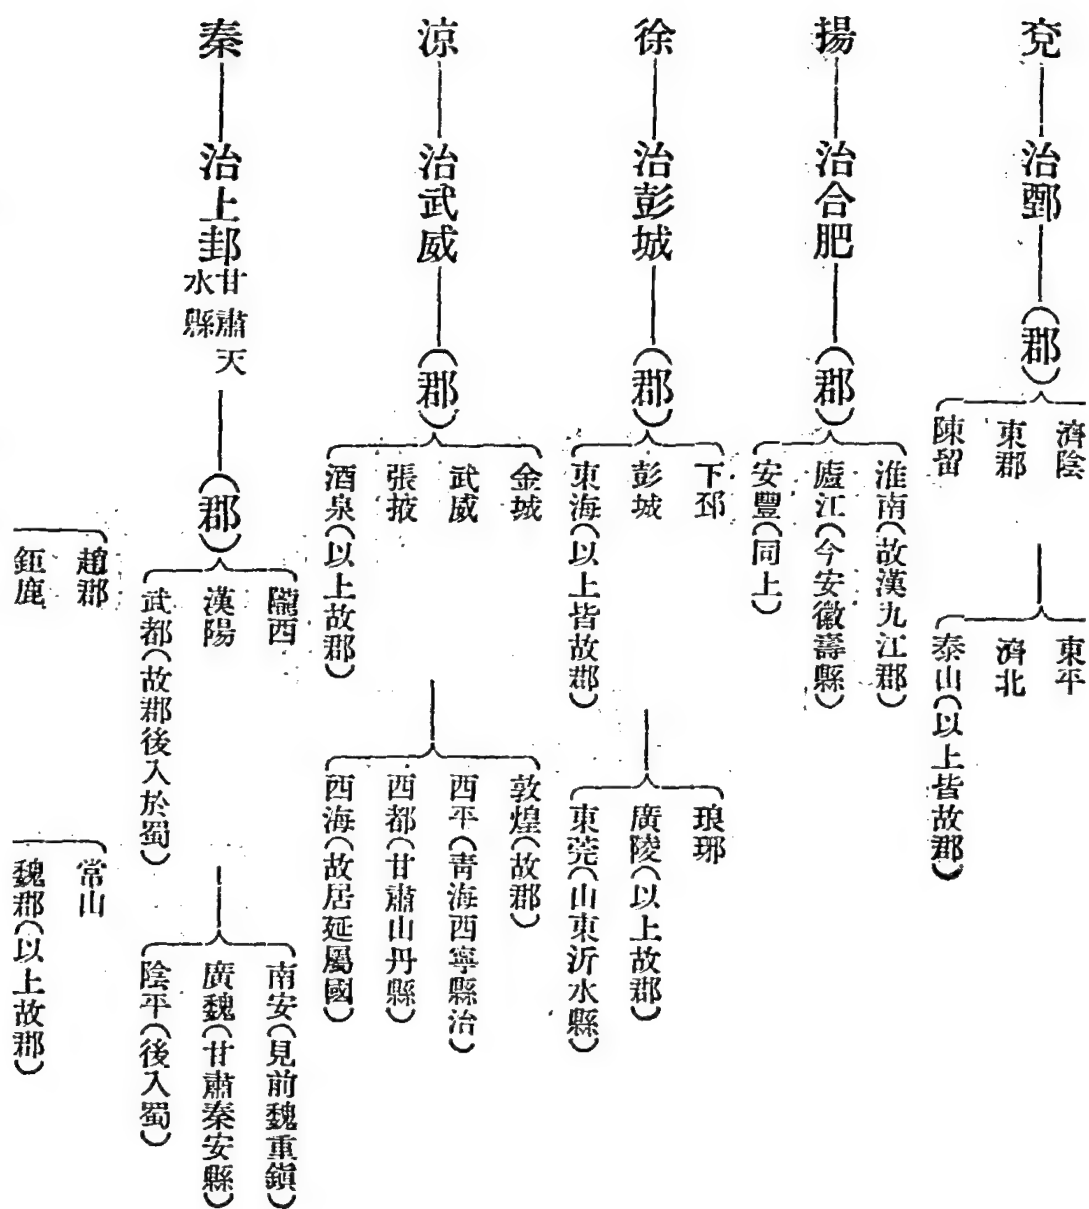 兗
治鄄
(郡)
濟陰
東郡
陳留
東平
濟北
泰山(以上皆故郡)
揚
治合肥
(郡)
淮南(故漢九江郡)
廬江(今安徽壽縣)
安豐(同上)
徐
治彭城
(郡)
下邳
彭城
東海(以上皆故郡)
琅琊
廣陵(以上故郡)
東莞(山東沂水縣)
涼
治武威
(郡)
金城
武威
張掖
酒泉(以上故郡)
敦煌(故郡)
西平(青海西寧縣治)
西都(甘肅山丹縣)
西海(故居延屬國)
秦
治上邽
甘肅天
水縣
(郡)
隴西
漢陽
武都(故郡後入於蜀)
南安(見前魏重鎭)
廣魏(甘肅秦安縣)
陰平(後入蜀)
趙郡
鉅鹿
常山
魏郡(以上故郡)